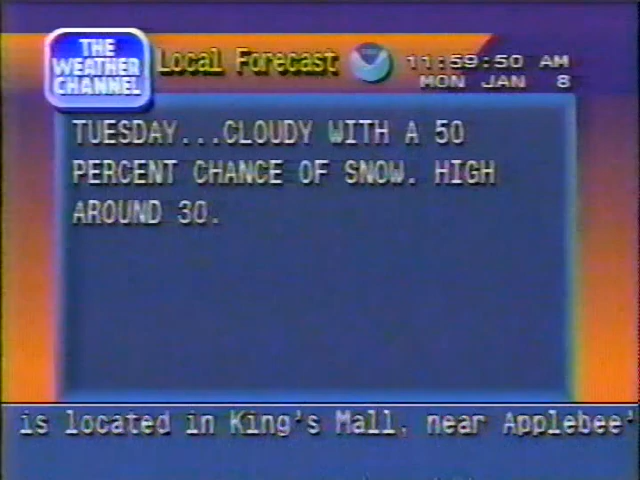 THE
WEATHER
CHANNEL
Local Forecast
11:59:50 AM
MON JAN 8
TUESDAY...CLOUDY WITH A 50
PERCENT CHANCE OF SNOW. HIGH
AROUND 30.
is located in King's Mall, near Applebee'